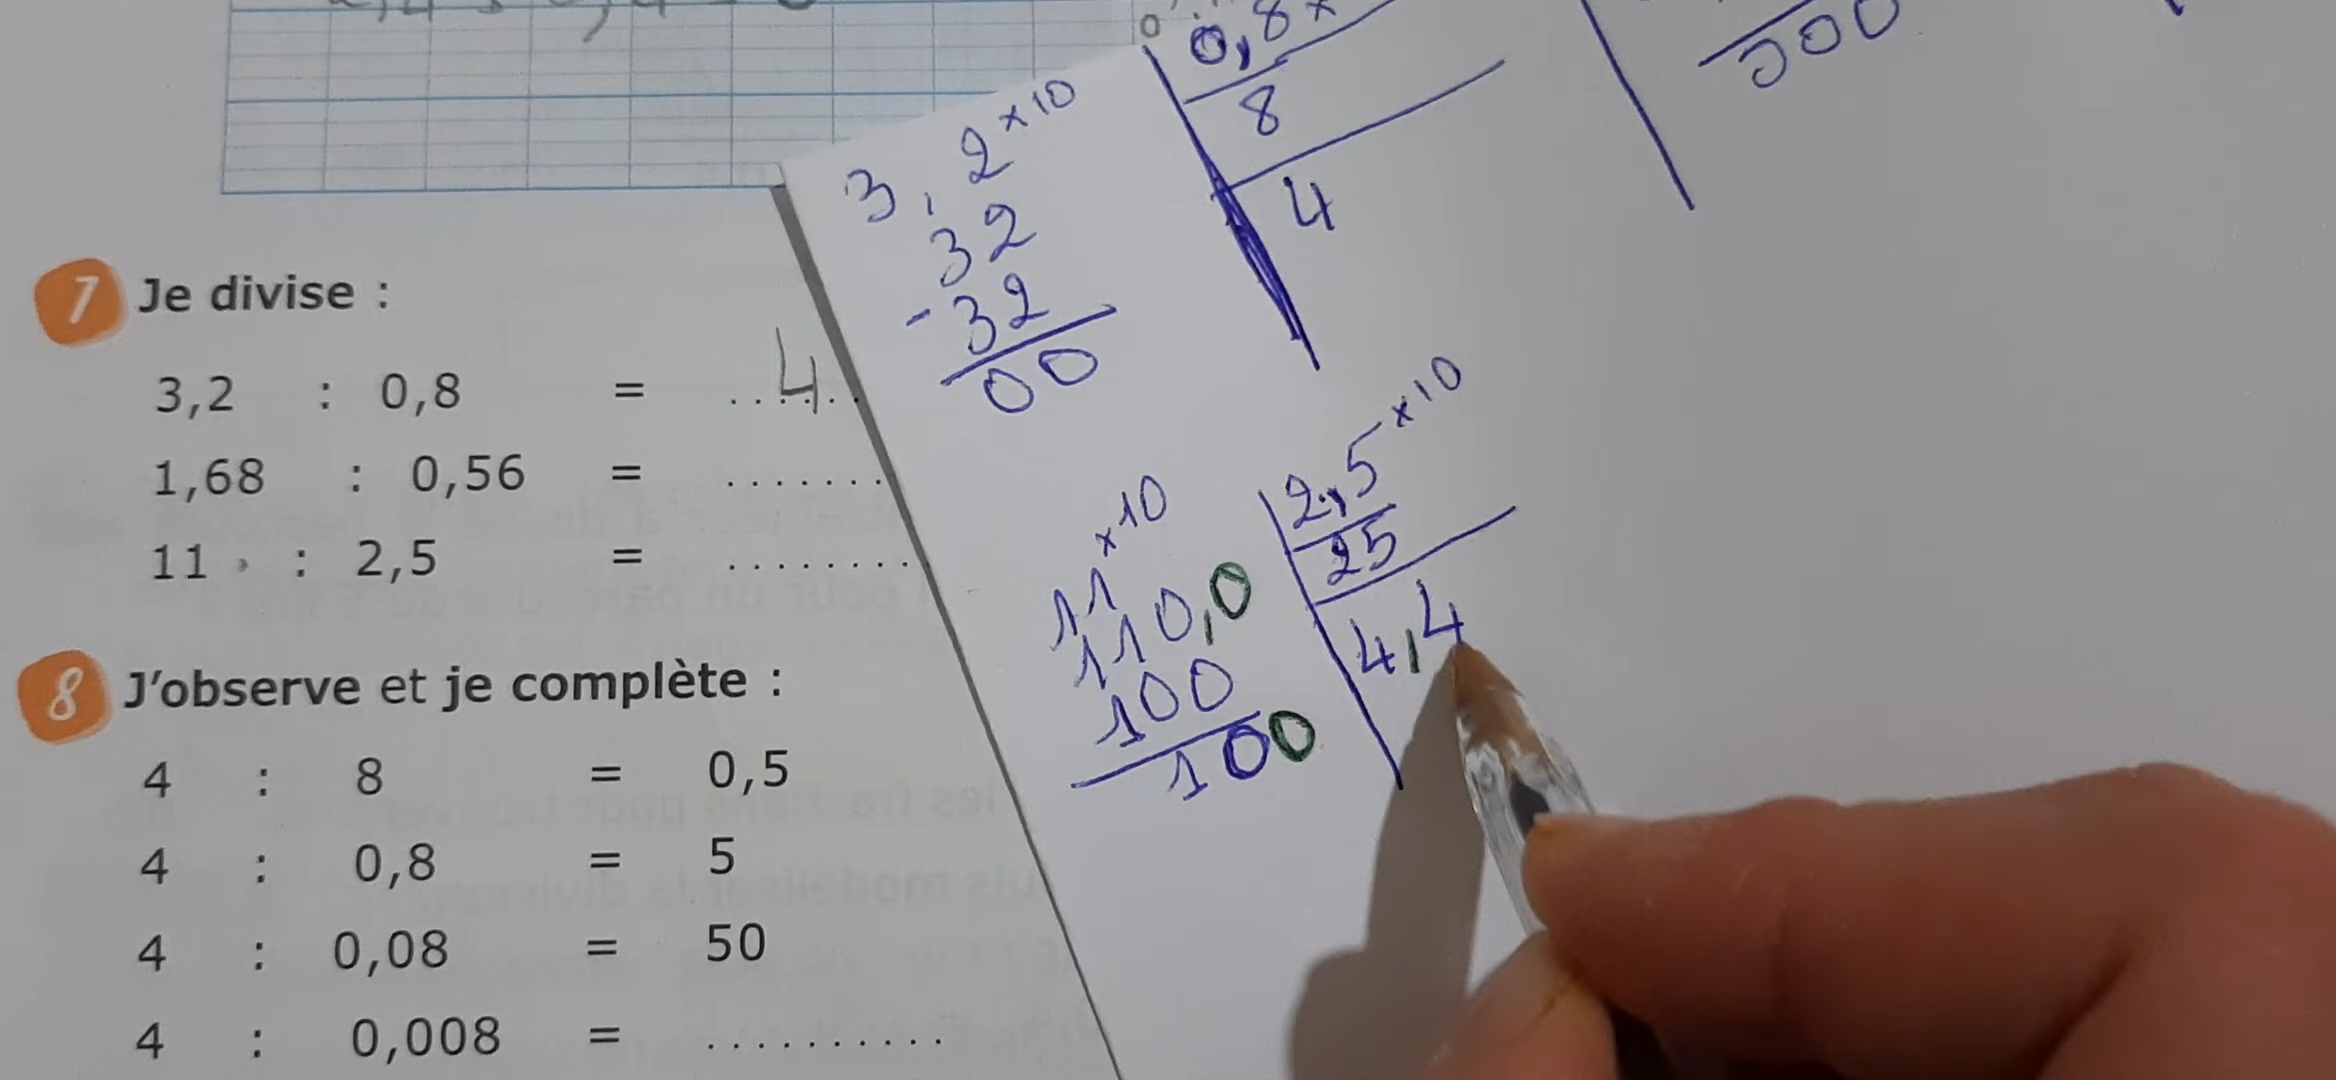 7 Je divise :
3,2 : 0,8 = ..4...
1,68 : 0,56 = ........
11 : 2,5 = .........
8 J'observe et je complète :
4 : 8 = 0,5
4 : 0,8 = 5
4 : 0,08 = 50
4 : 0,008 = ..........
3,2 ×10
32
-32
00
0,8×
8
4
11 ×10
110,0
100
100
2,5 ×10
25
4,4